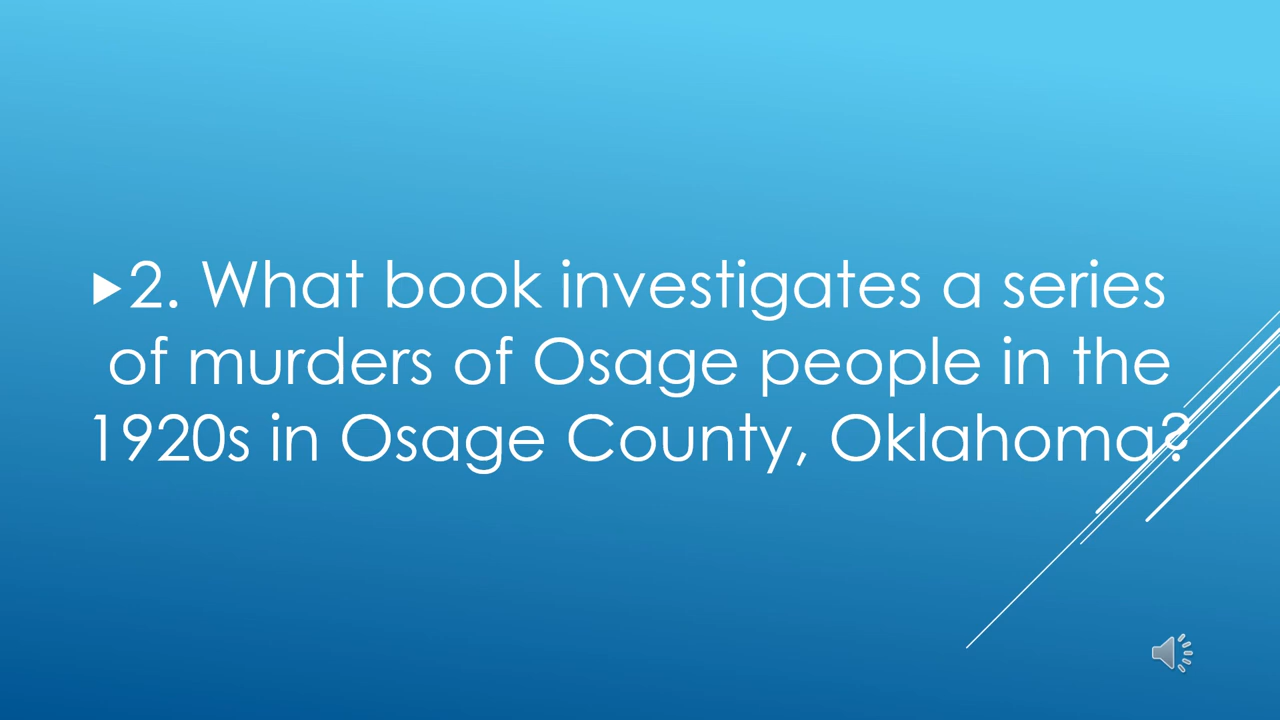 ▶2. What book investigates a series
of murders of Osage people in the
1920s in Osage County, Oklahoma?